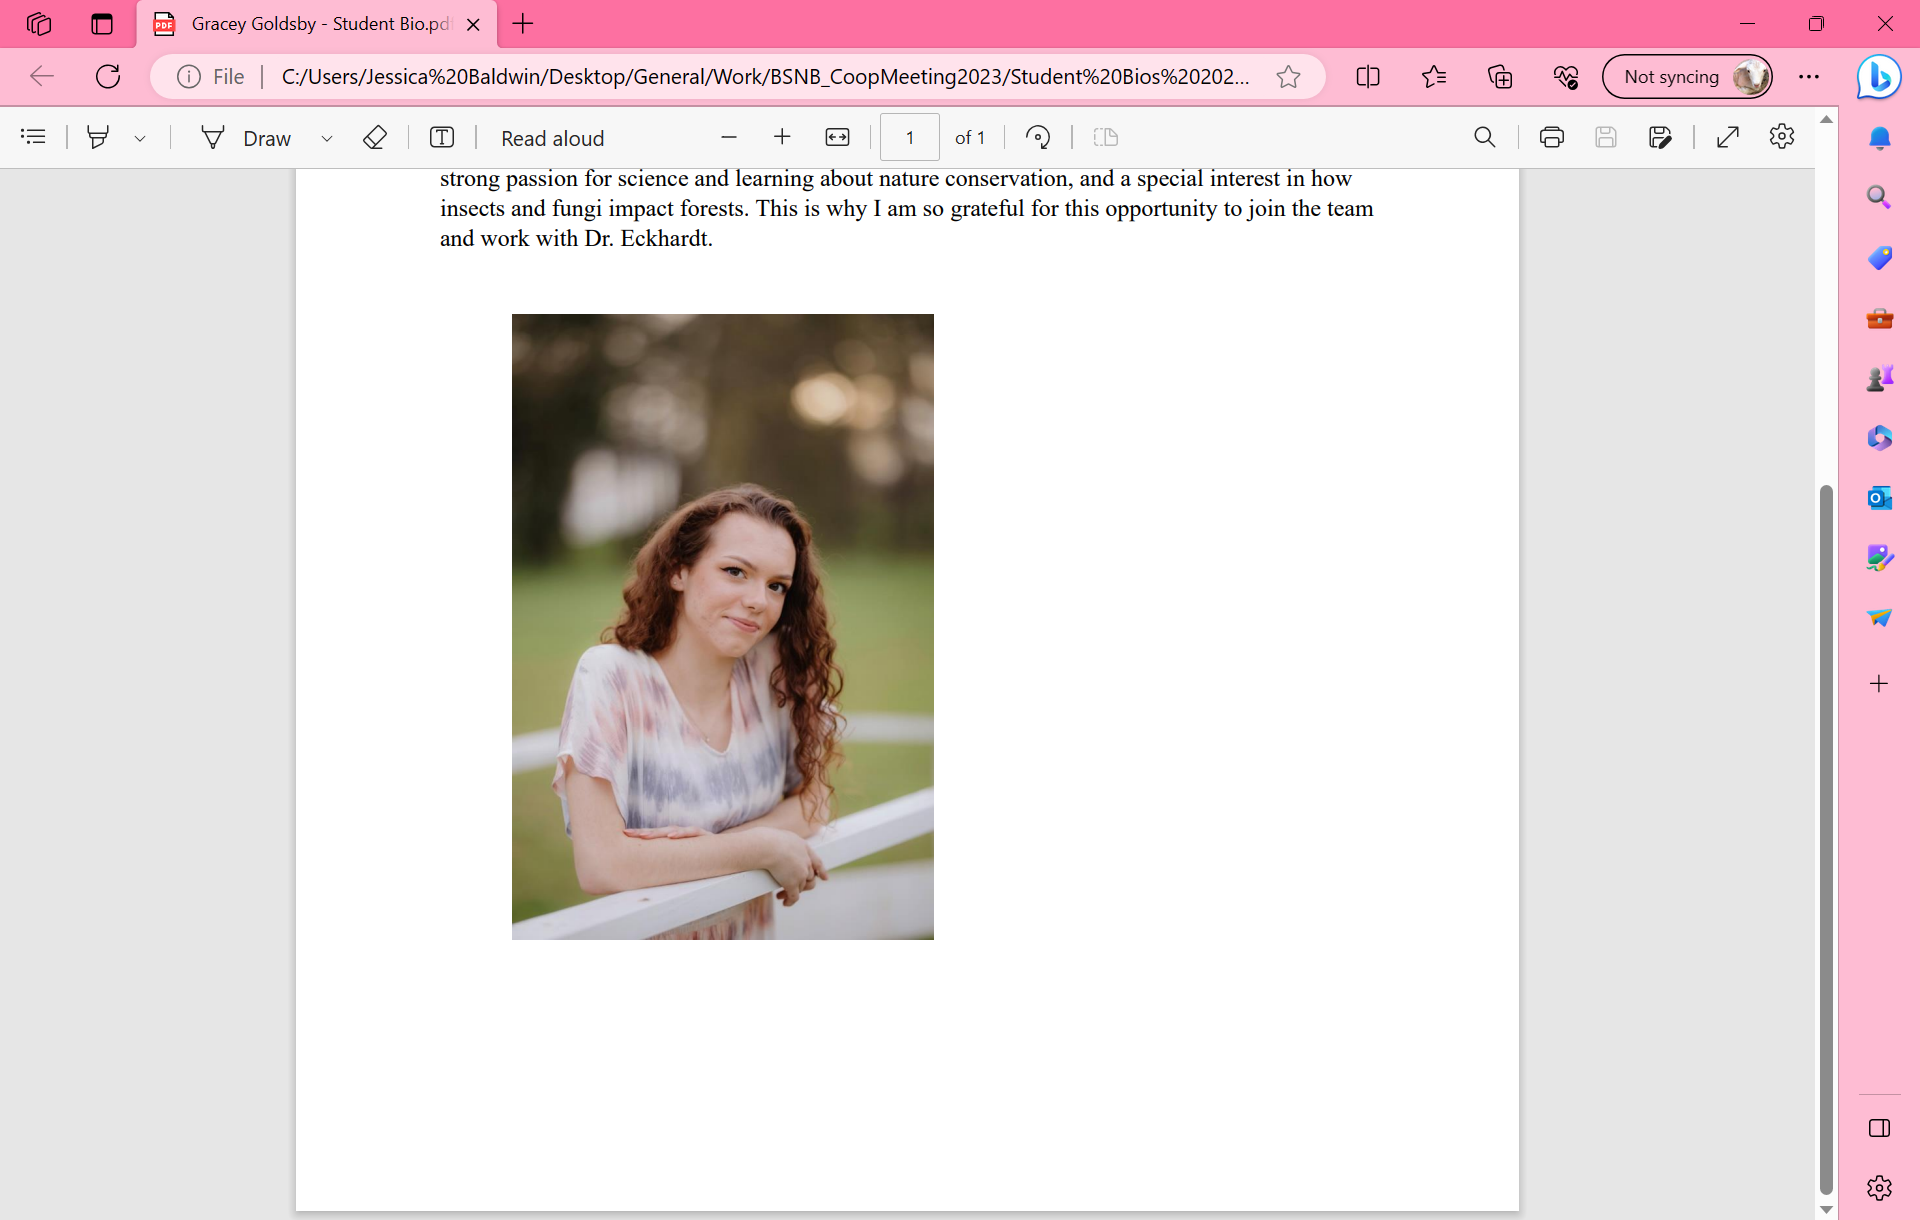 Gracey Goldsby - Student Bio.pd
File
C:/Users/Jessica%20Baldwin/Desktop/General/Work/BSNB_CoopMeeting2023/Student%20Bios%20202...
Not syncing
Draw
Read aloud
1
of 1
strong passion for science and learning about nature conservation, and a special interest in how
insects and fungi impact forests. This is why I am so grateful for this opportunity to join the team
and work with Dr. Eckhardt.